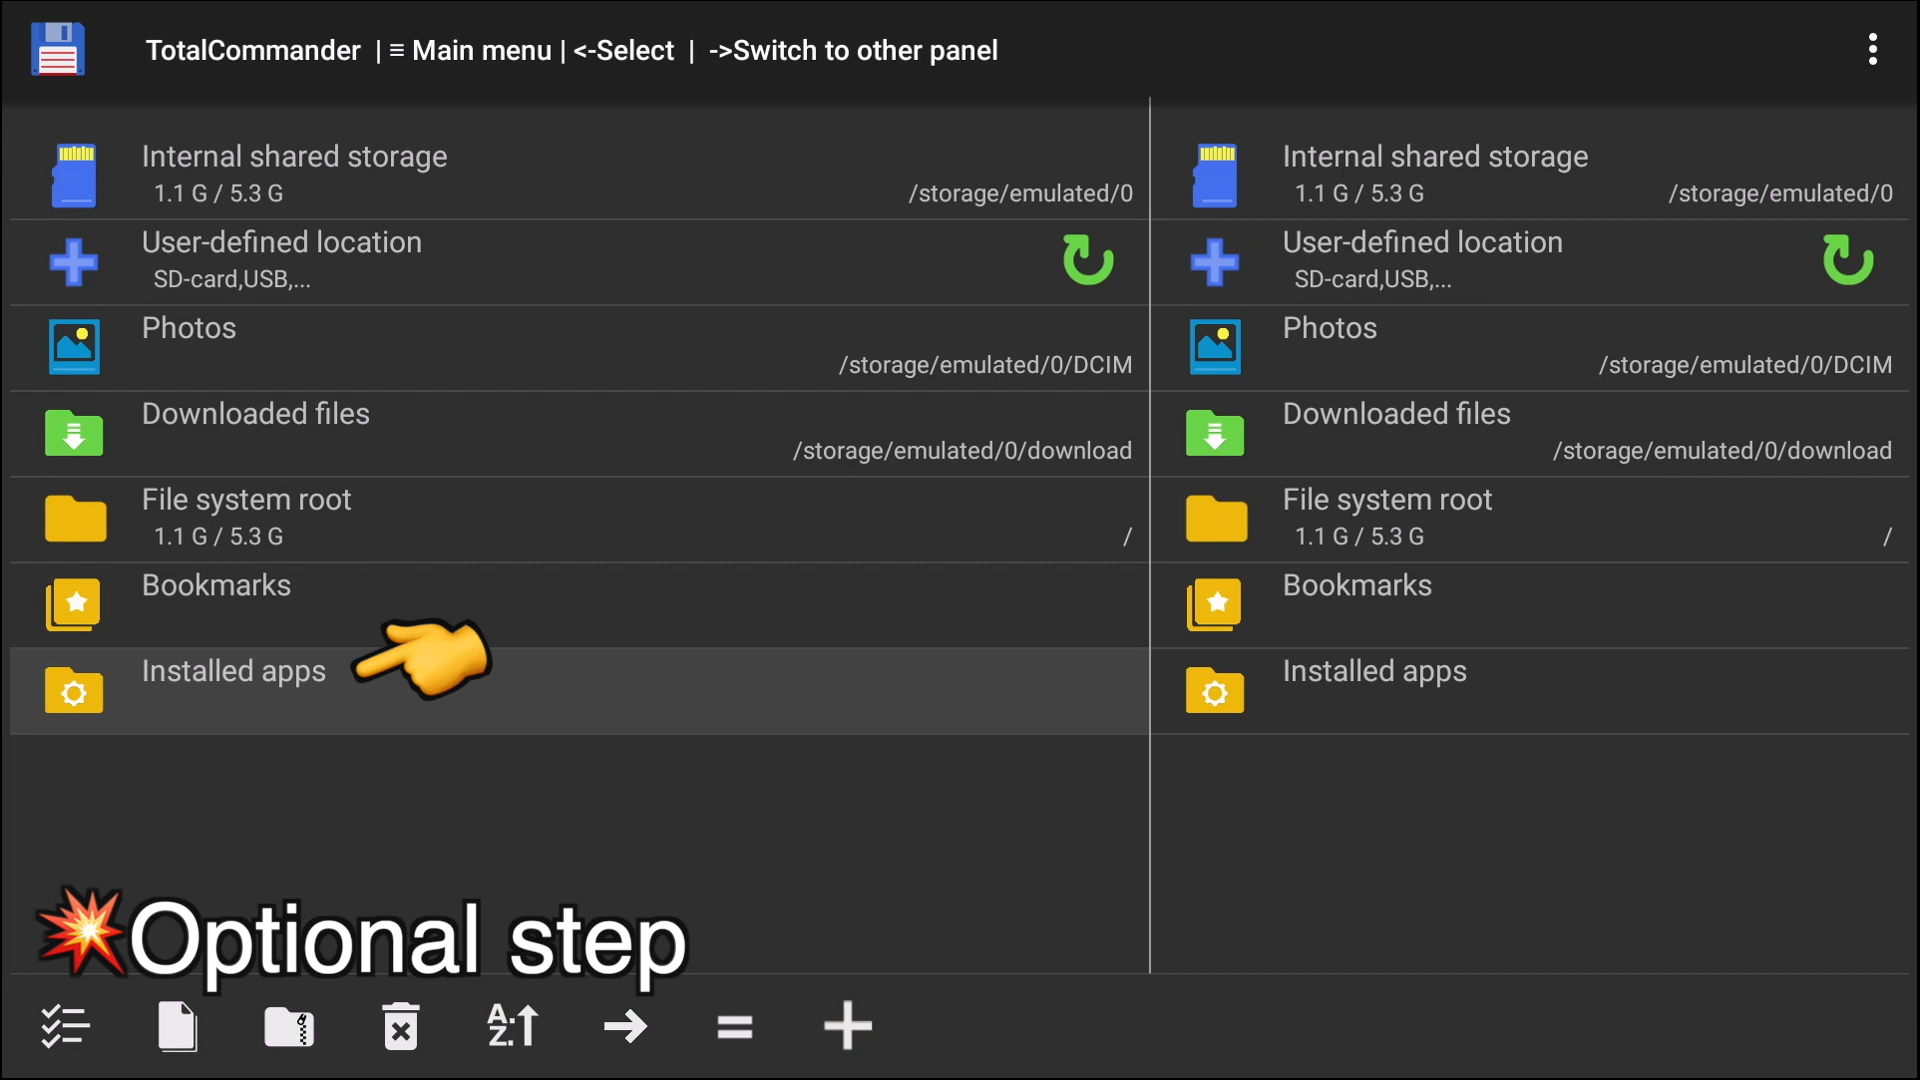 TotalCommander | ≡ Main menu | <-Select | ->Switch to other panel
Internal shared storage
1.1 G / 5.3 G
/storage/emulated/0
User-defined location
SD-card,USB,...
Photos
/storage/emulated/0/DCIM
Downloaded files
/storage/emulated/0/download
File system root
1.1 G / 5.3 G
/
Bookmarks
Installed apps
Internal shared storage
1.1 G / 5.3 G
/storage/emulated/0
User-defined location
SD-card,USB,...
Photos
/storage/emulated/0/DCIM
Downloaded files
/storage/emulated/0/download
File system root
1.1 G / 5.3 G
/
Bookmarks
Installed apps
💥Optional step
A:
Z: